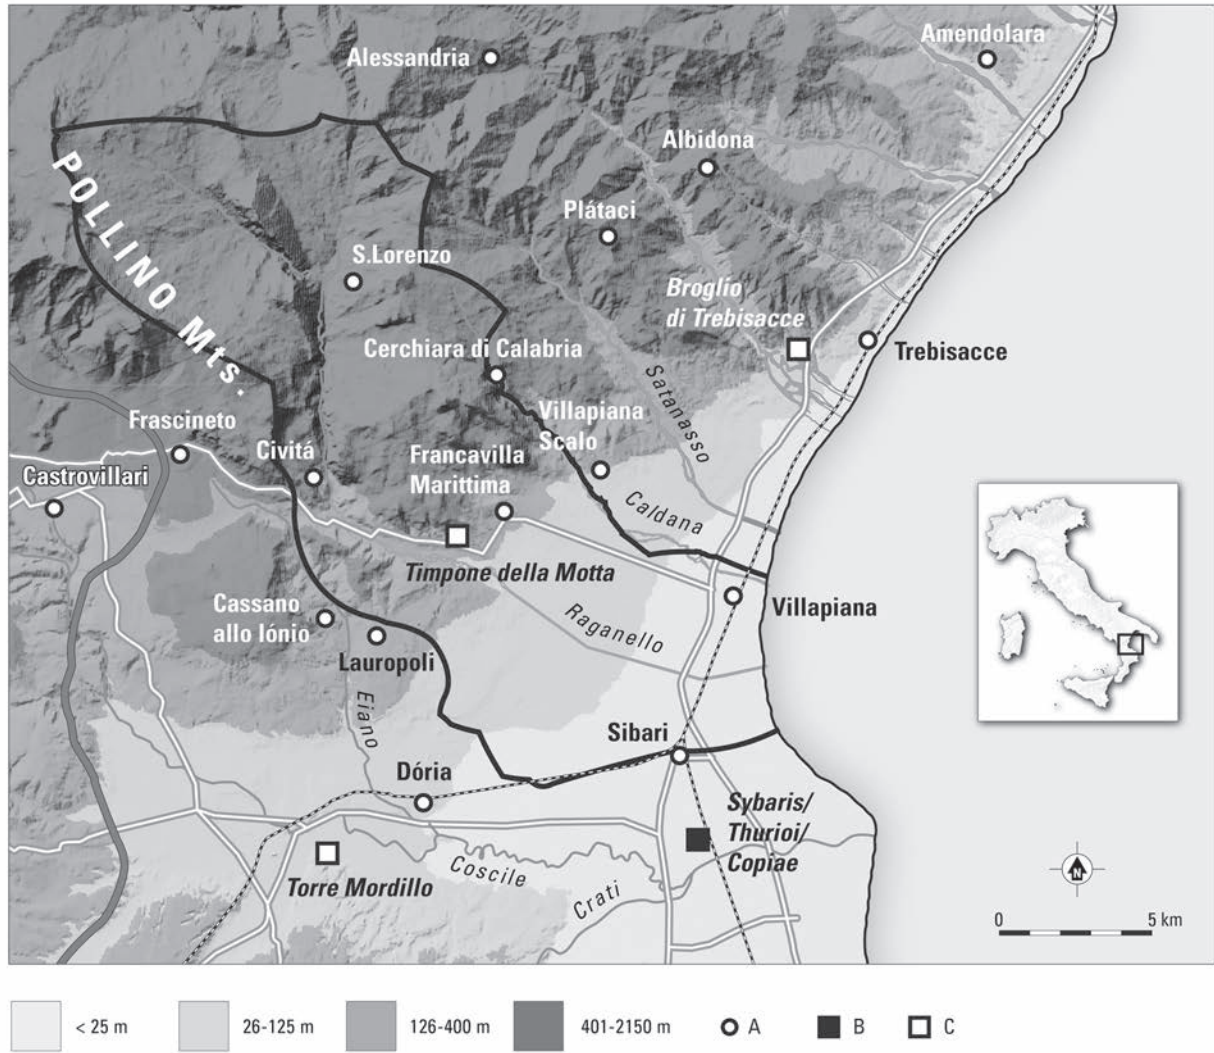 Amendolara
Alessandria
Albidona
Plátaci
POLLINO Mts.
S.Lorenzo
Broglio
di Trebisacce
Trebisacce
Cerchiara di Calabria
Satanasso
Villapiana
Scalo
Frascineto
Civitá
Francavilla
Marittima
Castrovillari
Caldana
Timpone della Motta
Villapiana
Cassano
allo Iónio
Raganello
Lauropoli
Eiano
Sibari
Dória
Sybaris/
Thurioi/
Copiae
Coscile
Torre Mordillo
Crati
N
0 5 km
< 25 m 26-125 m 126-400 m 401-2150 m A B C